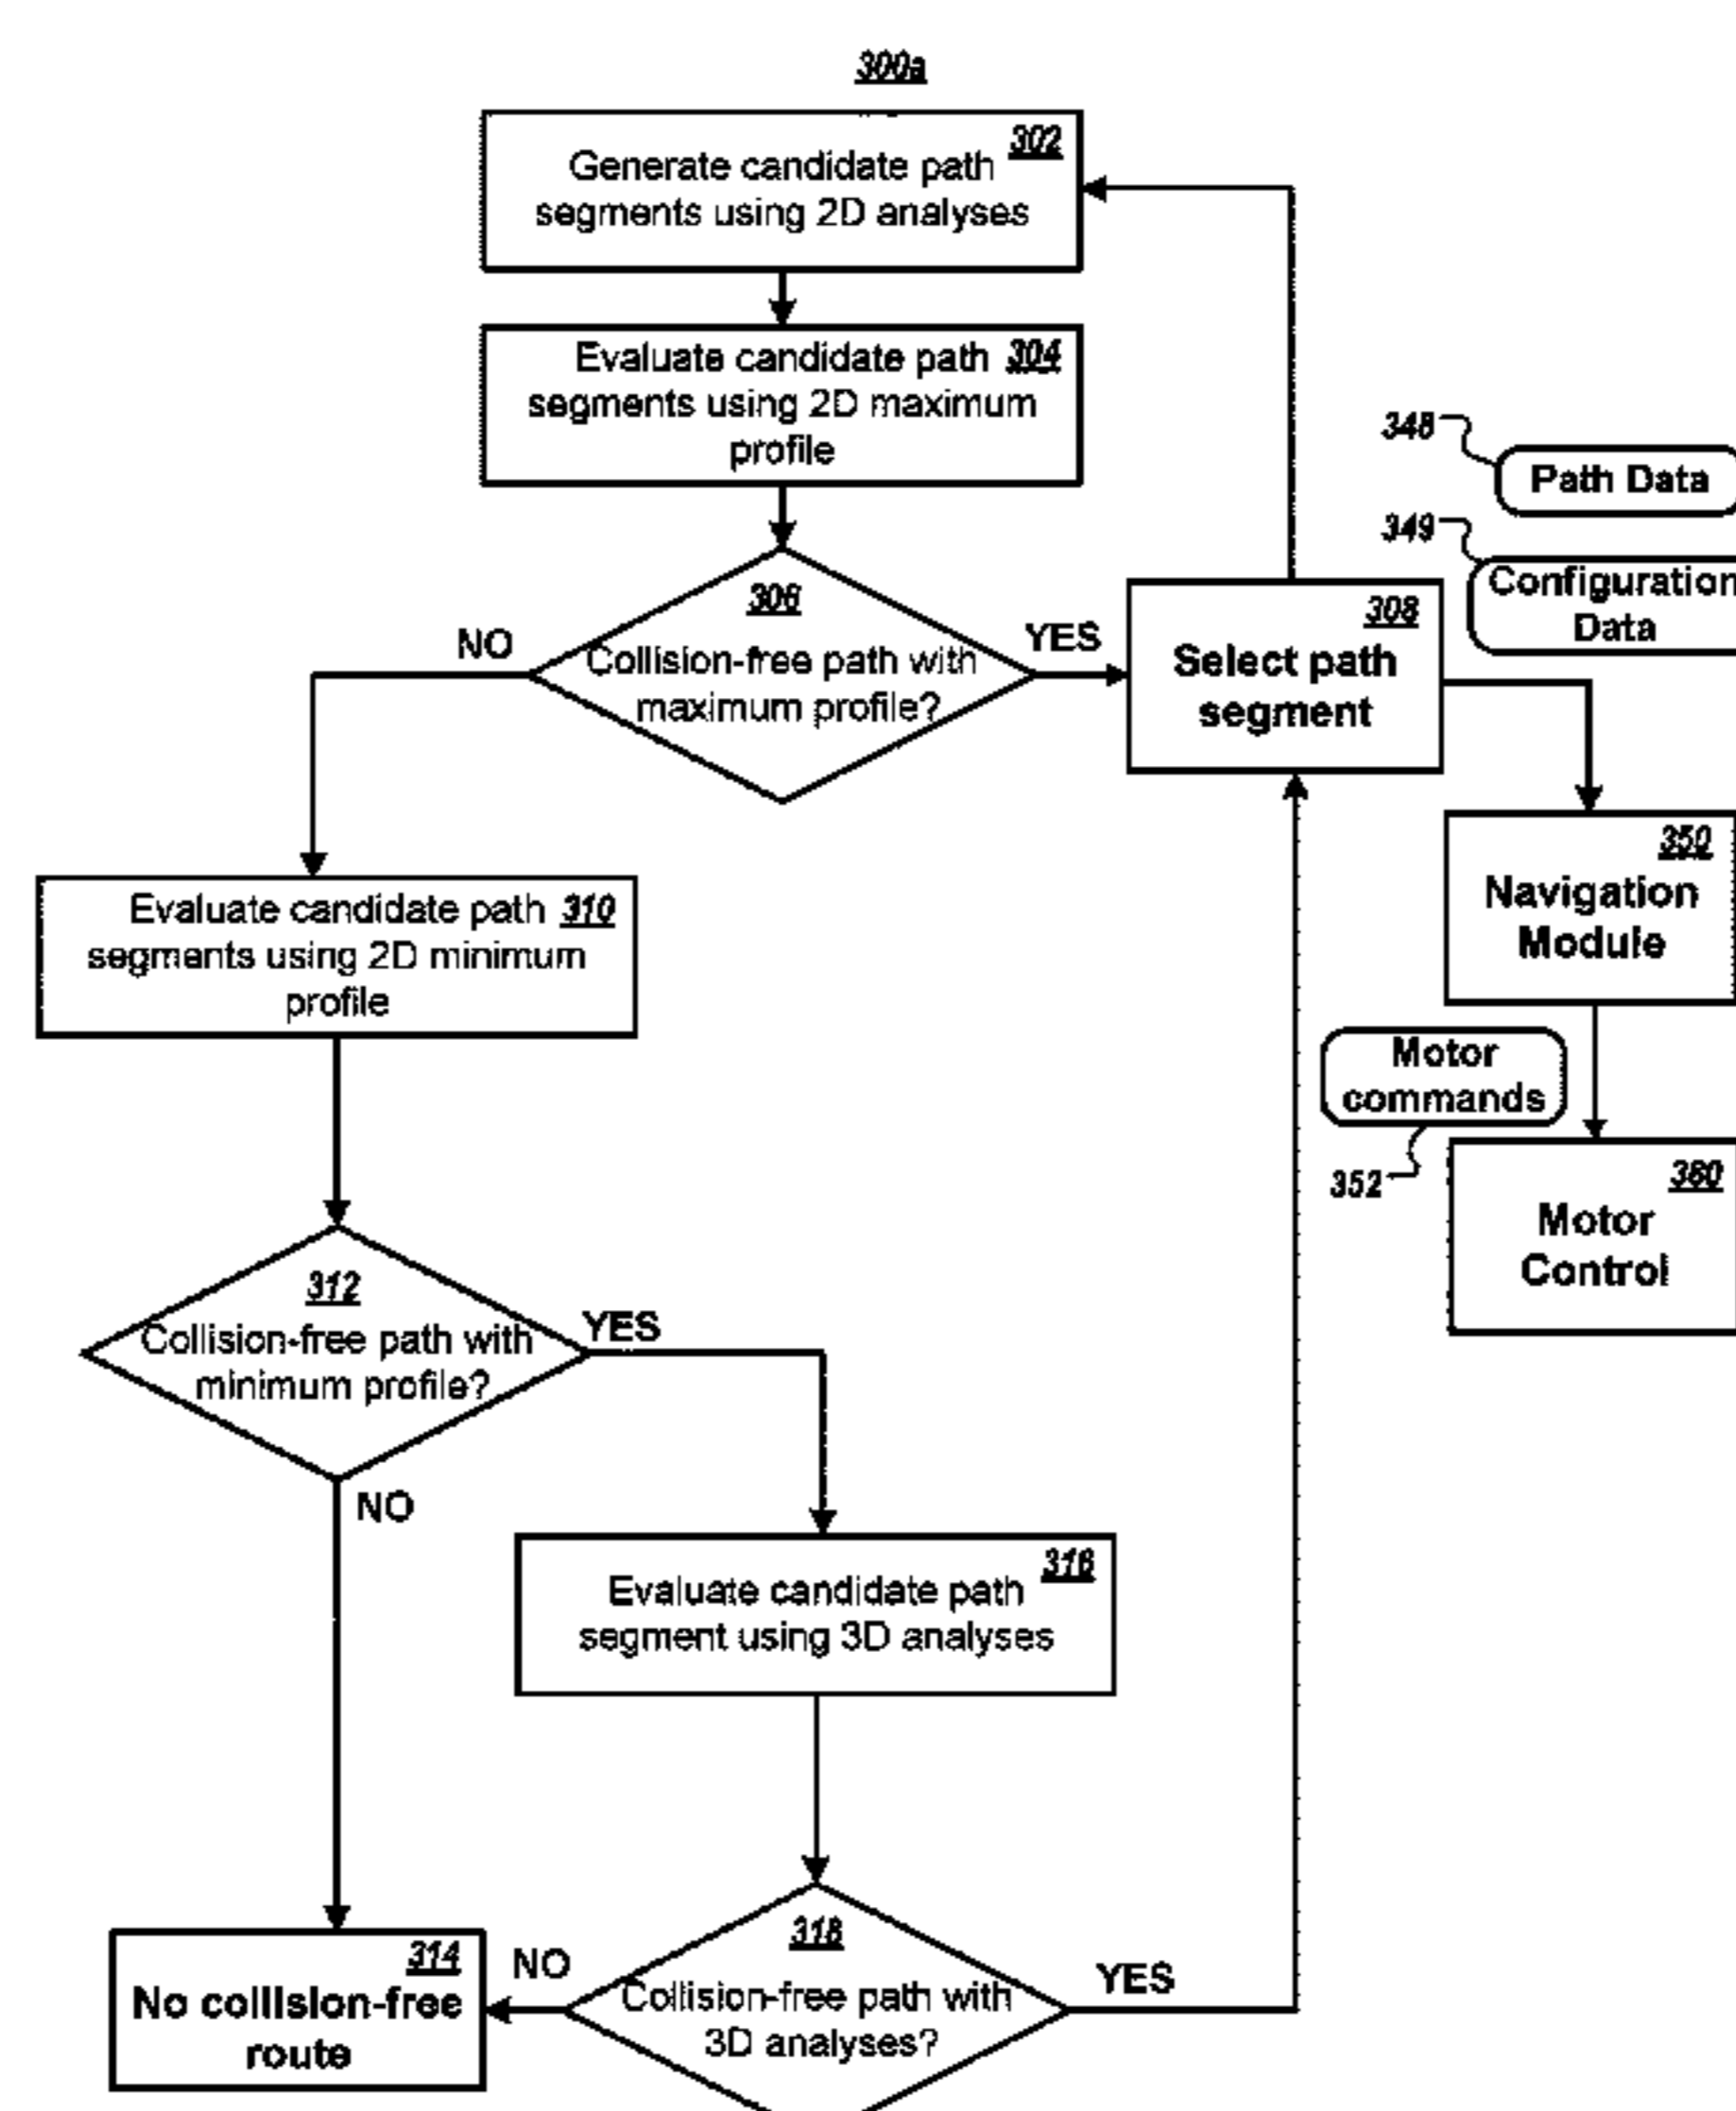 300a
302
Generate candidate path
segments using 2D analyses
Evaluate candidate path 304
segments using 2D maximum
profile
348
Path Data
349
Configuration
Data
306
Collision-free path with
maximum profile?
NO
YES
308
Select path
segment
350
Navigation
Module
Evaluate candidate path 310
segments using 2D minimum
profile
Motor
commands
352
360
Motor
Control
312
Collision-free path with
minimum profile?
YES
NO
316
Evaluate candidate path
segment using 3D analyses
314
No collision-free
route
NO
318
Collision-free path with
3D analyses?
YES